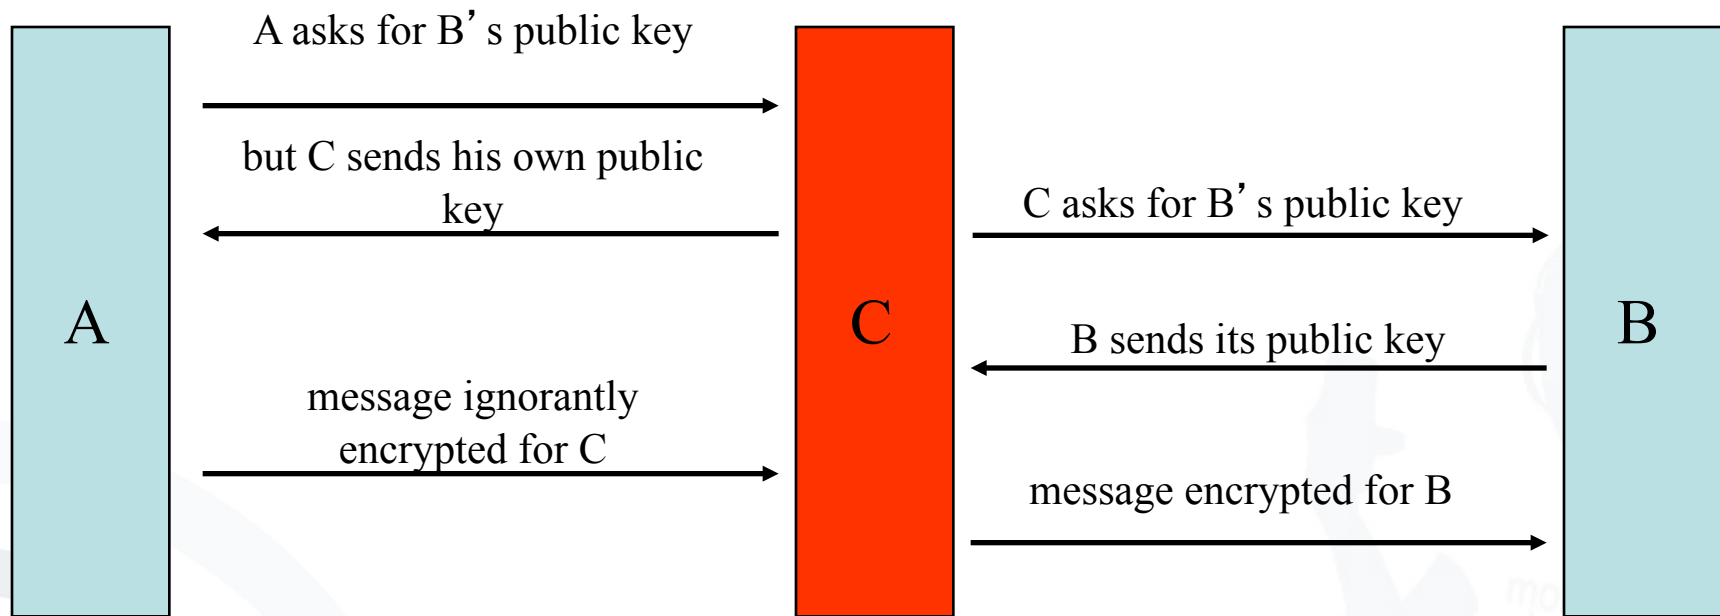 A asks for B’s public key
but C sends his own public
key
C asks for B’s public key
A
C
B
B sends its public key
message ignorantly
encrypted for C
message encrypted for B